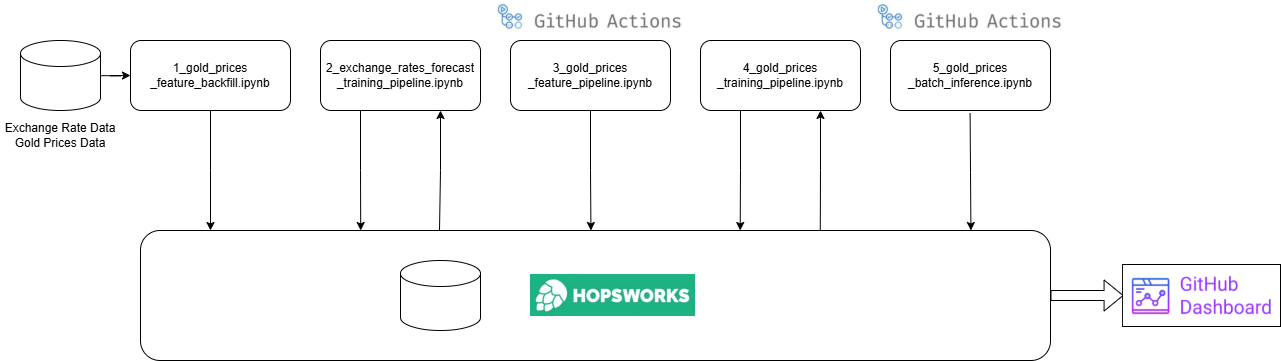 GitHub Actions
GitHub Actions
1_gold_prices
_feature_backfill.ipynb
2_exchange_rates_forecast
_training_pipeline.ipynb
3_gold_prices
_feature_pipeline.ipynb
4_gold_prices
_training_pipeline.ipynb
5_gold_prices
_batch_inference.ipynb
Exchange Rate Data
Gold Prices Data
HOPSWORKS
GitHub
Dashboard